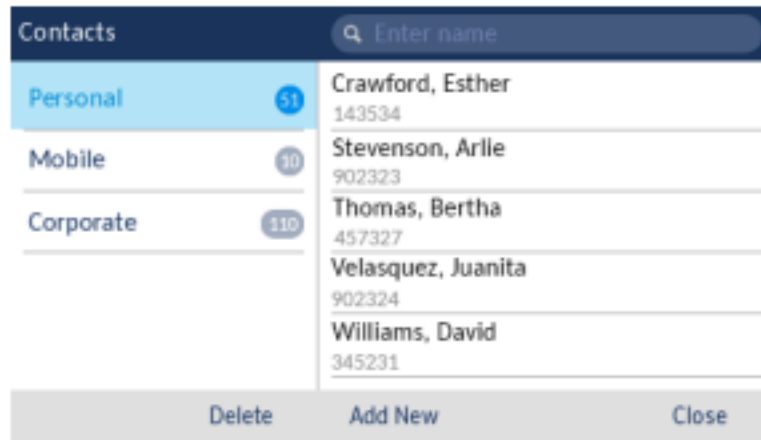 Contacts
Enter name
Personal 51
Mobile 10
Corporate 110
Crawford, Esther
143534
Stevenson, Arlie
902323
Thomas, Bertha
457327
Velasquez, Juanita
902324
Williams, David
345231
Delete Add New Close